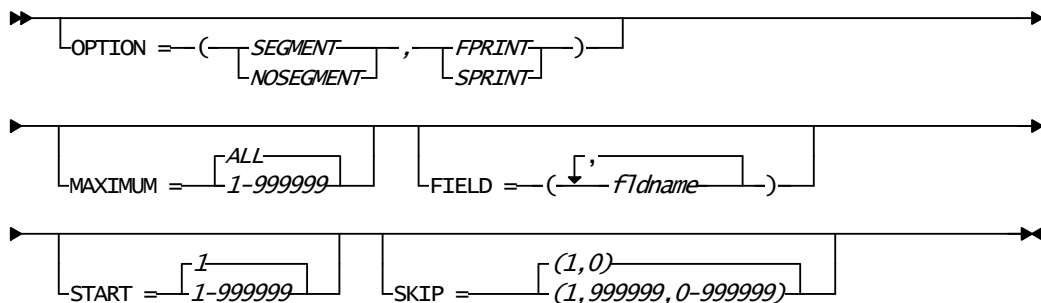 OPTION = ( SEGMENT , FPRINT )
NOSEGMENT SPRINT
ALL ,
MAXIMUM = 1-999999 FIELD = ( fldname )
1 (1,0)
START = 1-999999 SKIP = (1,999999,0-999999)